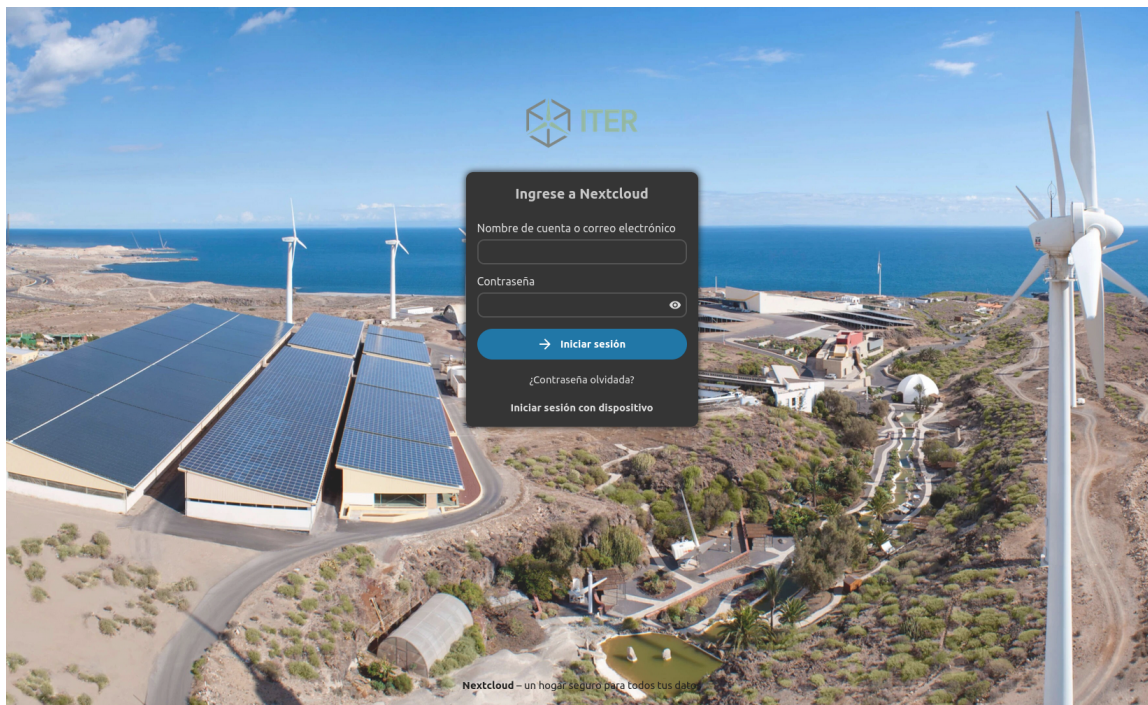 ITER
Ingrese a Nextcloud
Nombre de cuenta o correo electrónico
Contraseña
Iniciar sesión
¿Contraseña olvidada?
Iniciar sesión con dispositivo
Nextcloud – un hogar seguro para todos tus datos